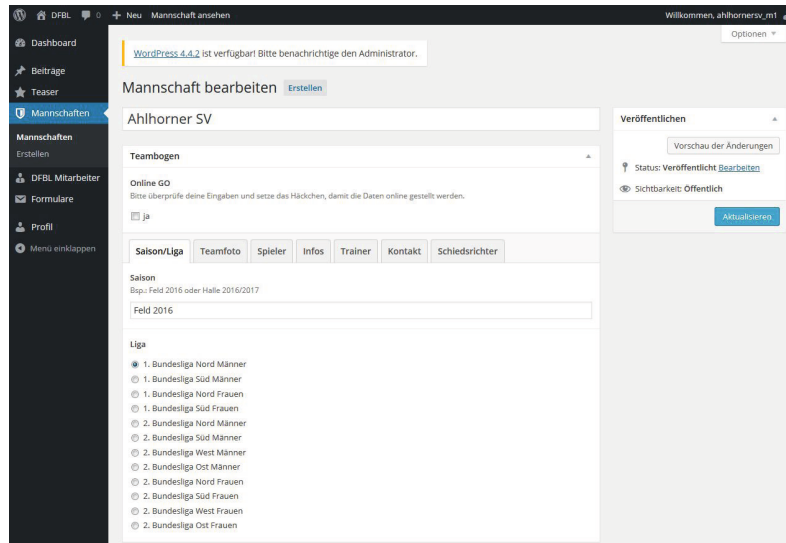 DFBL 0 + Neu Mannschaft ansehen Willkommen, ahlhornersv_m1
Optionen
Dashboard
Beiträge
Teaser
Mannschaften
Mannschaften
Erstellen
DFBL Mitarbeiter
Formulare
Profil
Menü einklappen
WordPress 4.4.2 ist verfügbar! Bitte benachrichtige den Administrator.
Mannschaft bearbeiten Erstellen
Ahlhorner SV
Teambogen
Online GO
Bitte überprüfe deine Eingaben und setze das Häckchen, damit die Daten online gestellt werden.
ja
Saison/Liga Teamfoto Spieler Infos Trainer Kontakt Schiedsrichter
Saison
Bsp.: Feld 2016 oder Halle 2016/2017
Feld 2016
Liga
1. Bundesliga Nord Männer
1. Bundesliga Süd Männer
1. Bundesliga Nord Frauen
1. Bundesliga Süd Frauen
2. Bundesliga Nord Männer
2. Bundesliga Süd Männer
2. Bundesliga West Männer
2. Bundesliga Ost Männer
2. Bundesliga Nord Frauen
2. Bundesliga Süd Frauen
2. Bundesliga West Frauen
2. Bundesliga Ost Frauen
Veröffentlichen
Vorschau der Änderungen
Status: Veröffentlicht Bearbeiten
Sichtbarkeit: Öffentlich
Aktualisieren